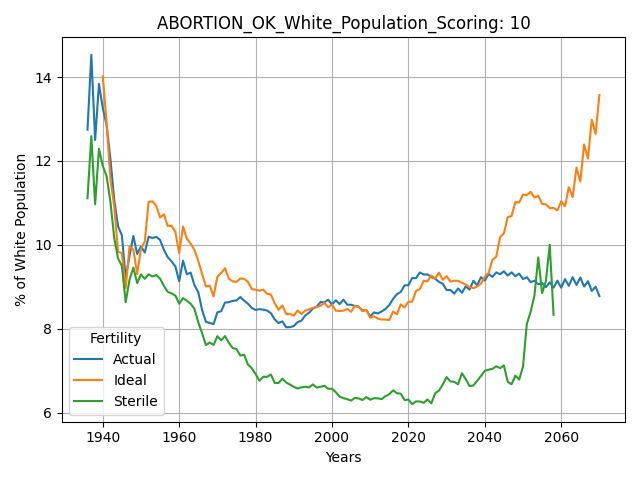 ABORTION_OK_White_Population_Scoring: 10
% of White Population
14
12
10
8
6
Fertility
Actual
Ideal
Sterile
1940
1960
1980
2000
2020
2040
2060
Years